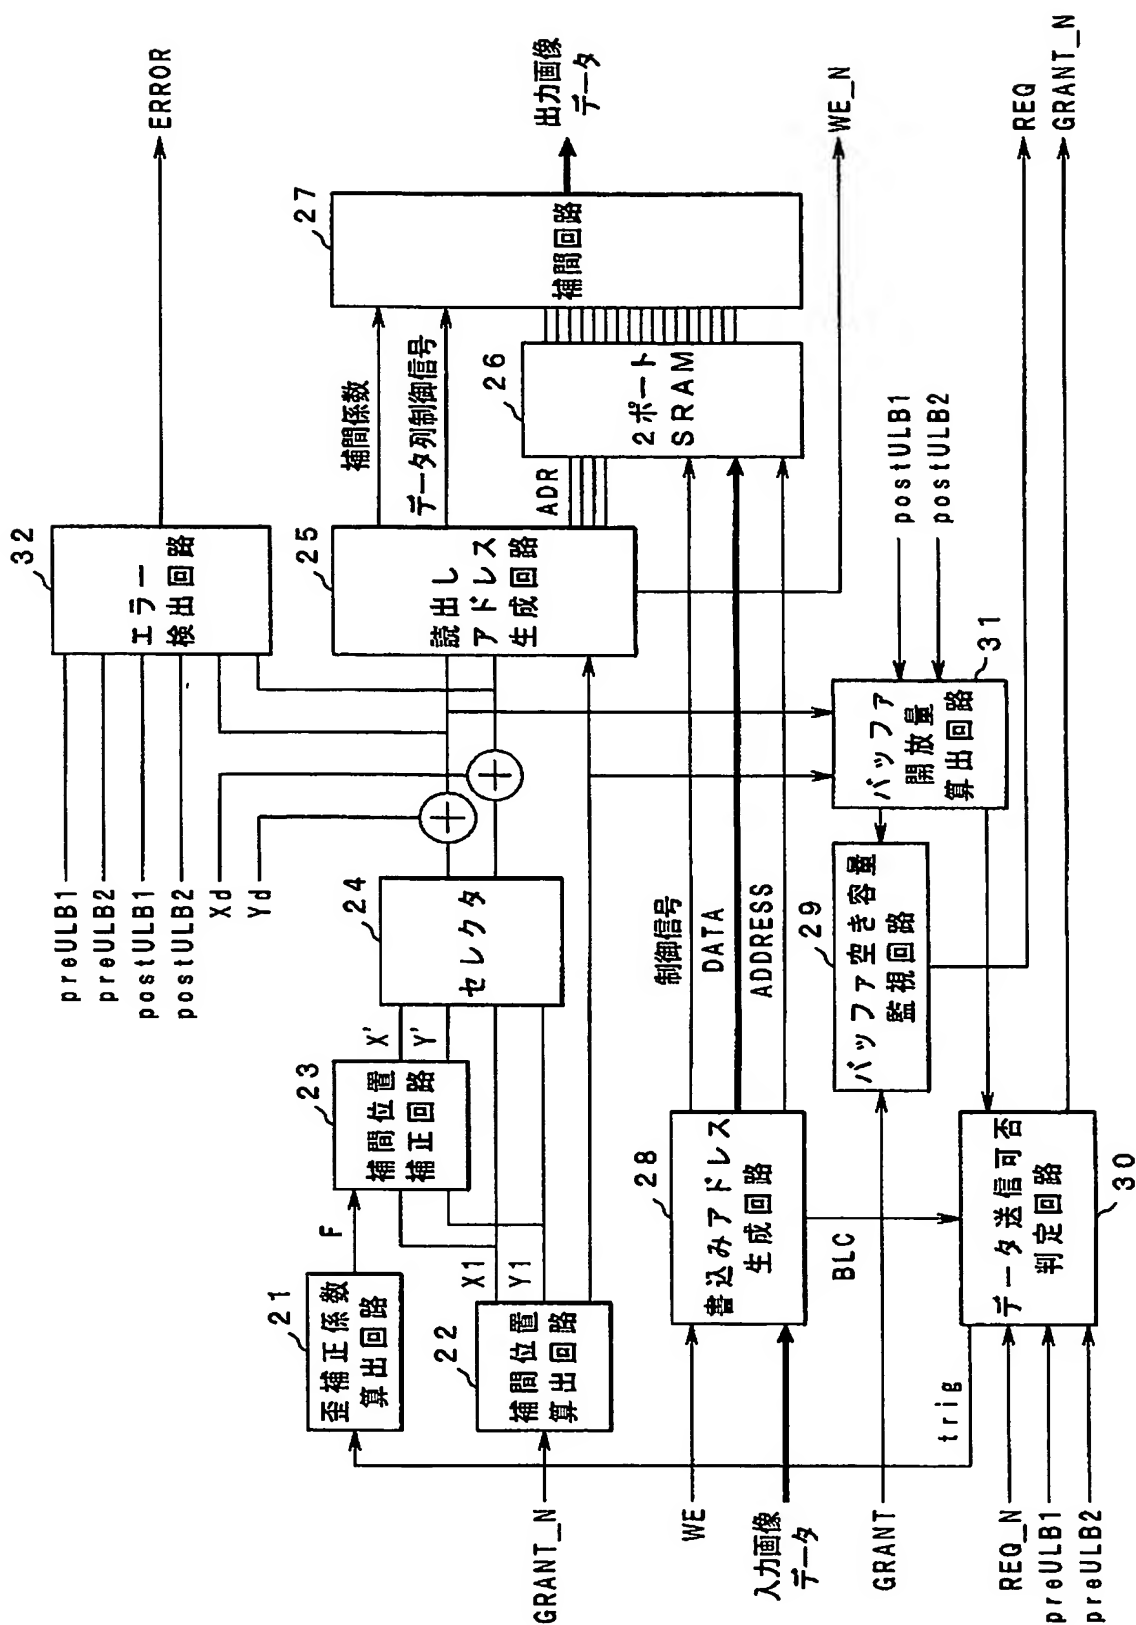 preULB1
preULB2
postULB1
postULB2
Xd
Yd
32
エラー
検出回路
ERROR
21
歪補正係数
算出回路
F
23
補間位置
補正回路
X'
Y'
24
セレクタ
25
読出し
アドレス
生成回路
補間係数
データ列制御信号
ADR
27
補間回路
出力画像
データ
GRANT_N
22
補間位置
算出回路
X1
Y1
26
2ポート
SRAM
WE_N
WE
入力画像
データ
28
書込みアドレス
生成回路
制御信号
DATA
ADDRESS
BLC
GRANT
29
バッファ空き容量
監視回路
バッファ
開放量
算出回路
31
postULB1
postULB2
REQ
GRANT_N
trig
REQ_N
preULB1
preULB2
データ送信可否
判定回路
30